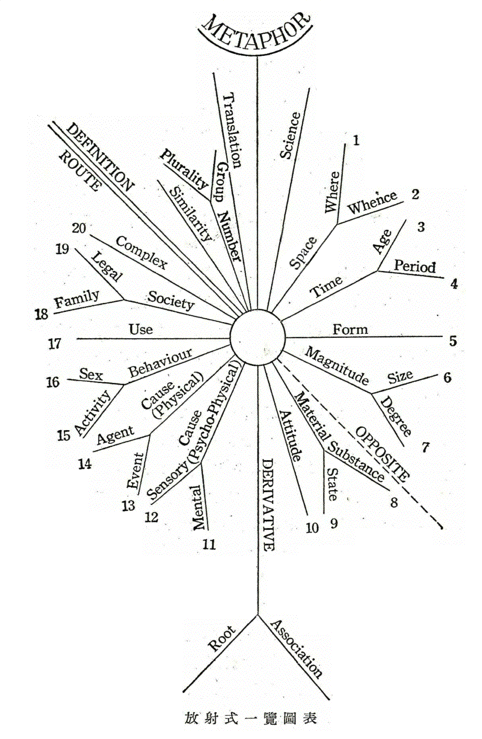 METAPHOR
Translation
Science
Plurality
Group
Number
Similarity
DEFINITION
ROUTE
1
Where
Whence
2
Space
3
Age
Time
Period
4
Form
5
Magnitude
Size
6
Degree
7
OPPOSITE
Material
Substance
8
State
9
Attitude
10
DERIVATIVE
Root
Association
11
Mental
Sensory
12
Cause
(Psycho-Physical)
13
Event
Agent
14
Cause
(Physical)
15
Activity
Sex
16
Behaviour
17
Use
18
Family
Society
Legal
19
20
Complex
放射式一覽圖表